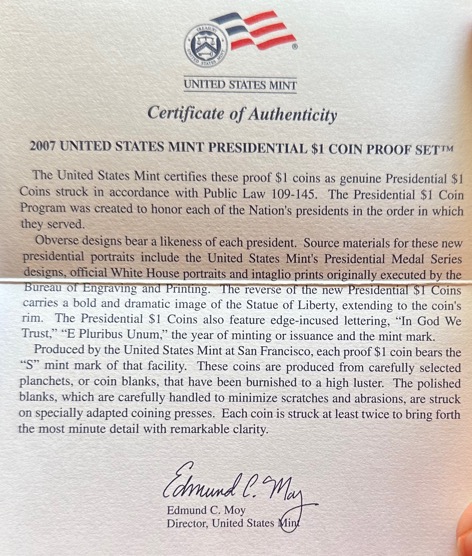 UNITED STATES MINT
Certificate of Authenticity
2007 UNITED STATES MINT PRESIDENTIAL $1 COIN PROOF SET™
The United States Mint certifies these proof $1 coins as genuine Presidential $1
Coins struck in accordance with Public Law 109-145. The Presidential $1 Coin
Program was created to honor each of the Nation's presidents in the order in which
they served.
Obverse designs bear a likeness of each president. Source materials for these new
presidential portraits include the United States Mint's Presidential Medal Series
designs, official White House portraits and intaglio prints originally executed by the
Bureau of Engraving and Printing. The reverse of the new Presidential $1 Coins
carries a bold and dramatic image of the Statue of Liberty, extending to the coin's
rim. The Presidential $1 Coins also feature edge-incused lettering, “In God We
Trust,” “E Pluribus Unum,” the year of minting or issuance and the mint mark.
Produced by the United States Mint at San Francisco, each proof $1 coin bears the
“S” mint mark of that facility. These coins are produced from carefully selected
planchets, or coin blanks, that have been burnished to a high luster. The polished
blanks, which are carefully handled to minimize scratches and abrasions, are struck
on specially adapted coining presses. Each coin is struck at least twice to bring forth
the most minute detail with remarkable clarity.
Edmund C. Moy
Edmund C. Moy
Director, United States Mint